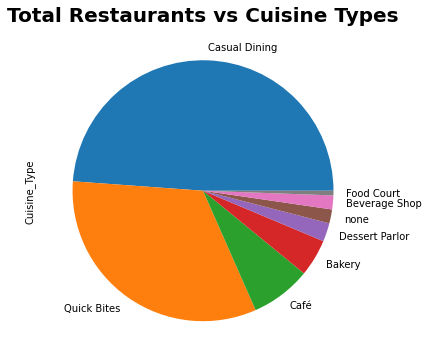 Total Restaurants vs Cuisine Types
Casual Dining
Cuisine_Type
Food Court
Beverage Shop
none
Dessert Parlor
Bakery
Café
Quick Bites